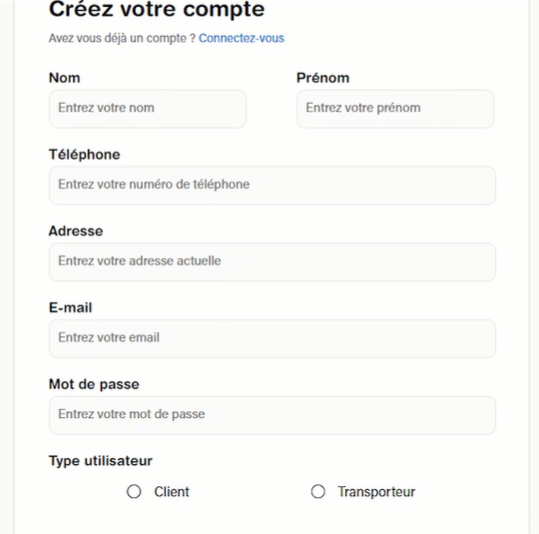 Créez votre compte
Avez vous déjà un compte ? Connectez-vous
Nom Prénom
Entrez votre nom Entrez votre prénom
Téléphone
Entrez votre numéro de téléphone
Adresse
Entrez votre adresse actuelle
E-mail
Entrez votre email
Mot de passe
Entrez votre mot de passe
Type utilisateur
Client Transporteur